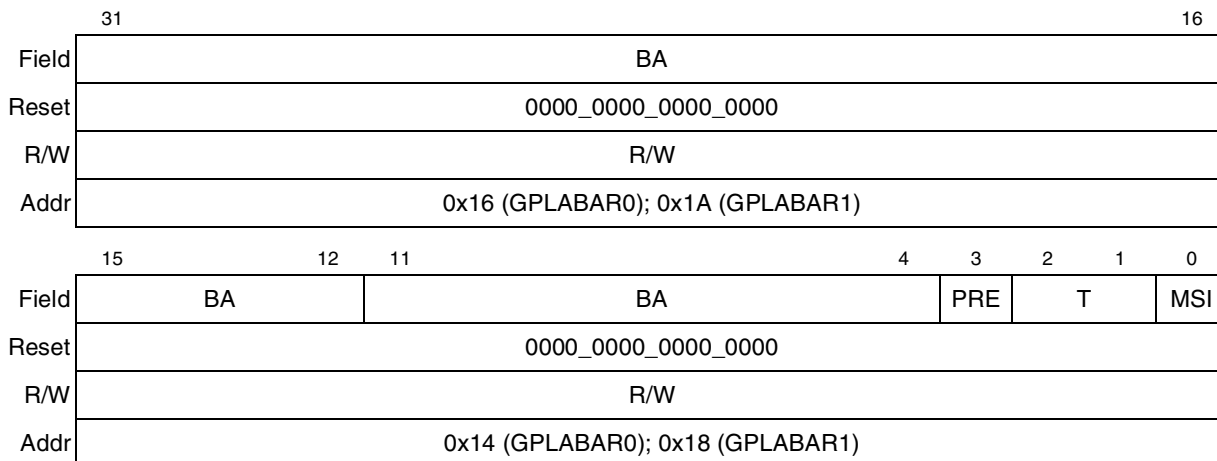 31 16
Field BA
Reset 0000_0000_0000_0000
R/W R/W
Addr 0x16 (GPLABAR0); 0x1A (GPLABAR1)
15 12 11 4 3 2 1 0
Field BA BA PRE T MSI
Reset 0000_0000_0000_0000
R/W R/W
Addr 0x14 (GPLABAR0); 0x18 (GPLABAR1)